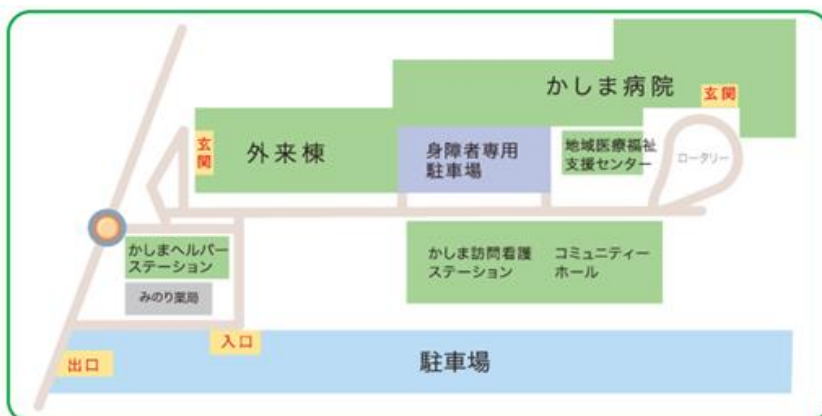 かしま病院
玄関
玄関
外来棟
身障者専用
駐車場
地域医療福祉
支援センター
ロータリー
かしまヘルパー
ステーション
みのり薬局
かしま訪問看護
ステーション
コミュニティー
ホール
入口
出口
駐車場